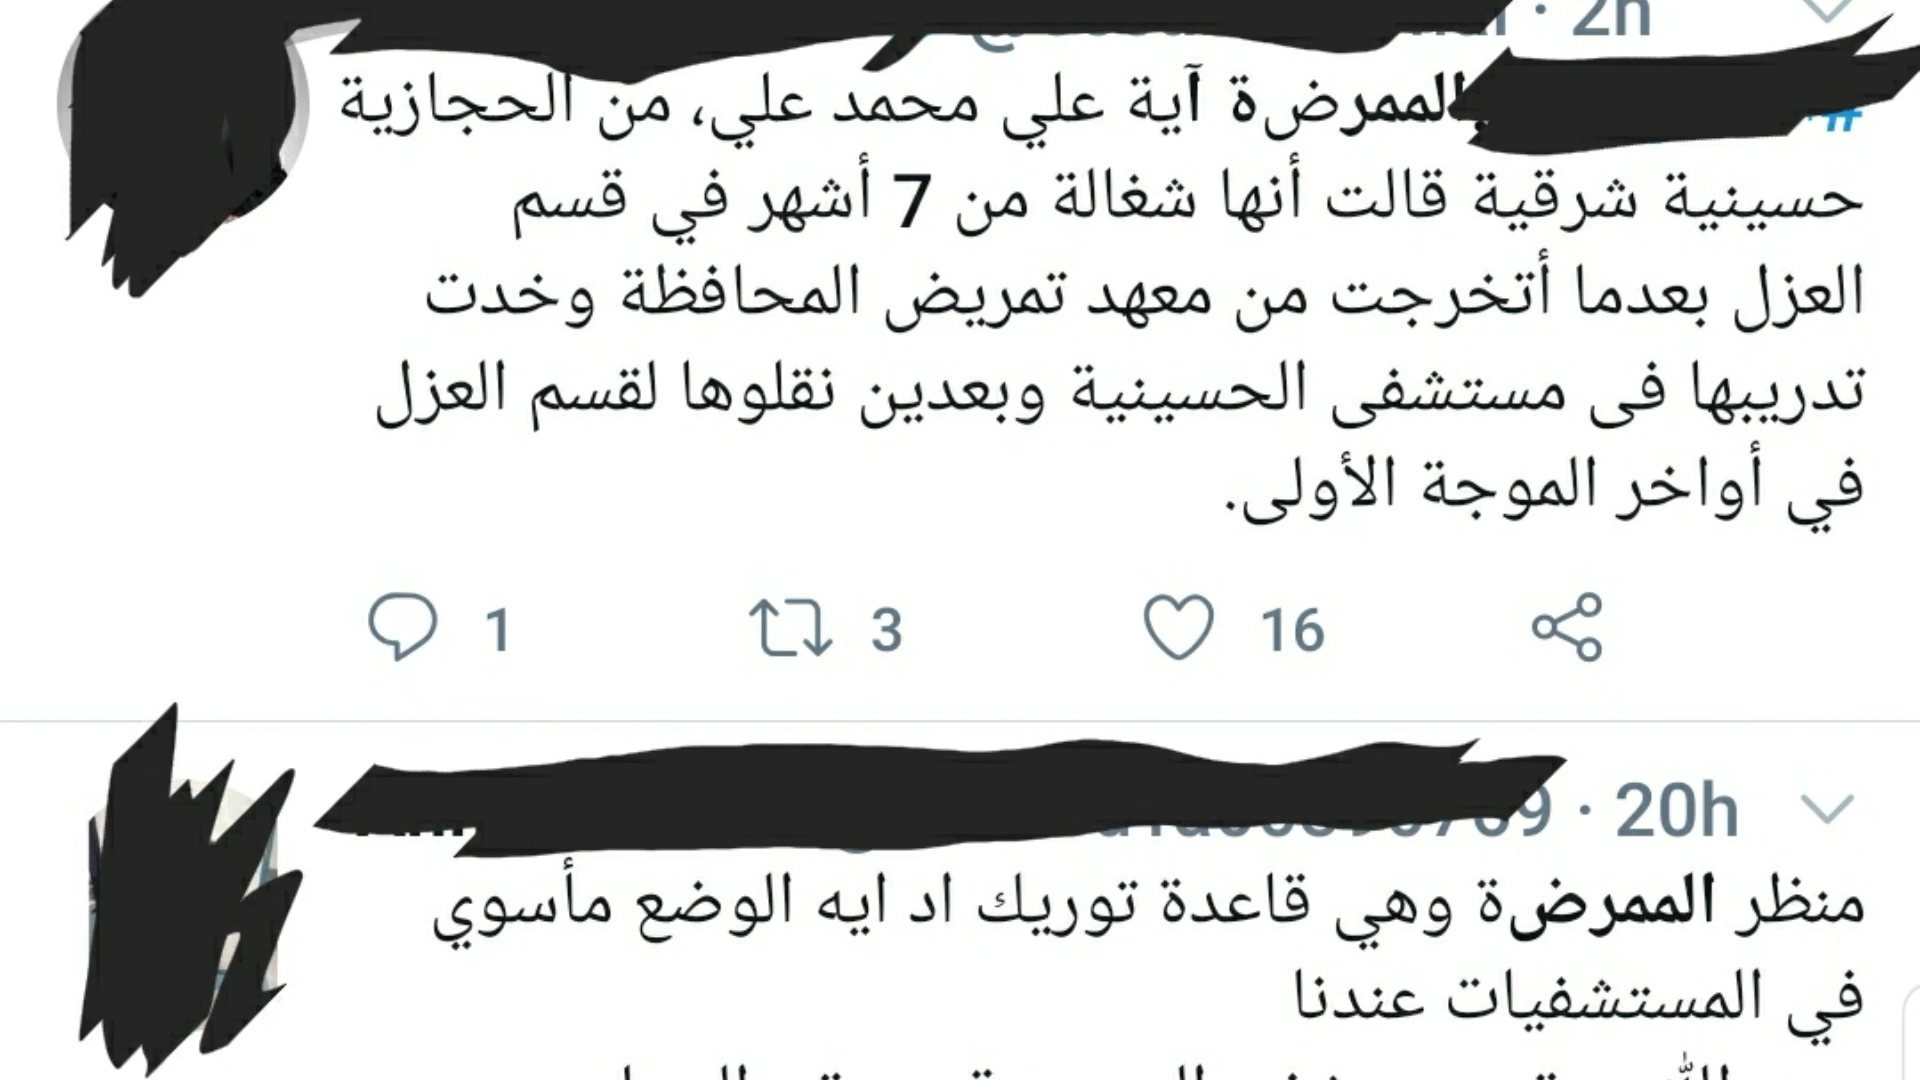 2h
# الممرضة آية علي محمد علي، من الحجازية
حسينية شرقية قالت أنها شغالة من 7 أشهر في قسم
العزل بعدما أتخرجت من معهد تمريض المحافظة وخدت
تدريبها فى مستشفى الحسينية وبعدين نقلوها لقسم العزل
في أواخر الموجة الأولى.
1 3 16
20h
منظر الممرضة وهي قاعدة توريك اد ايه الوضع مأسوي
في المستشفيات عندنا